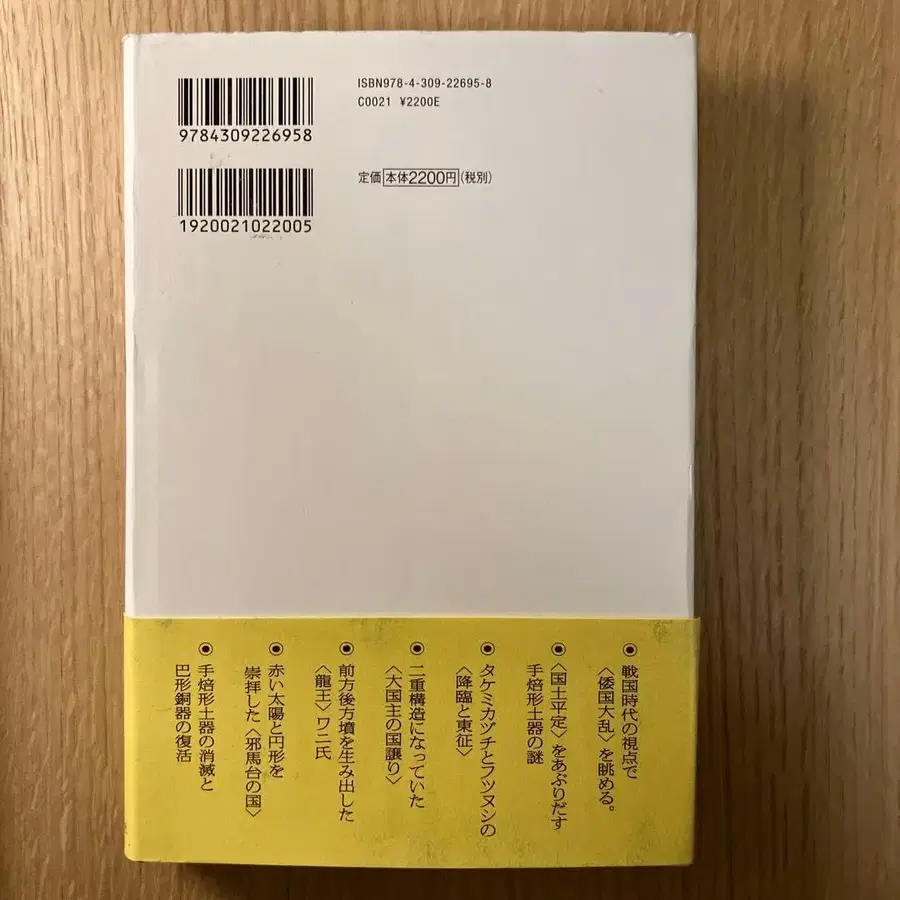 ISBN978-4-309-22695-8
C0021 ¥2200E
9784309226958
定価本体2200円(税別)
1920021022005
◉戦国時代の視点で
〈倭国大乱〉を眺める。
◉〈国土平定〉をあぶりだす
手焙形土器の謎
◉タケミカヅチとフツヌシの
〈降臨と東征〉
◉二重構造になっていた
〈大国主の国譲り〉
◉前方後方墳を生み出した
〈龍王〉ワニ氏
◉赤い太陽と円形を
崇拝した〈邪馬台の国〉
◉手焙形土器の消滅と
巴形銅器の復活